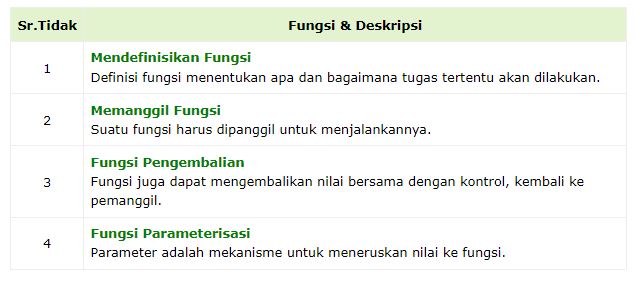 Sr.Tidak Fungsi & Deskripsi
1
Mendefinisikan Fungsi
Definisi fungsi menentukan apa dan bagaimana tugas tertentu akan dilakukan.
2
Memanggil Fungsi
Suatu fungsi harus dipanggil untuk menjalankannya.
3
Fungsi Pengembalian
Fungsi juga dapat mengembalikan nilai bersama dengan kontrol, kembali ke
pemanggil.
4
Fungsi Parameterisasi
Parameter adalah mekanisme untuk meneruskan nilai ke fungsi.